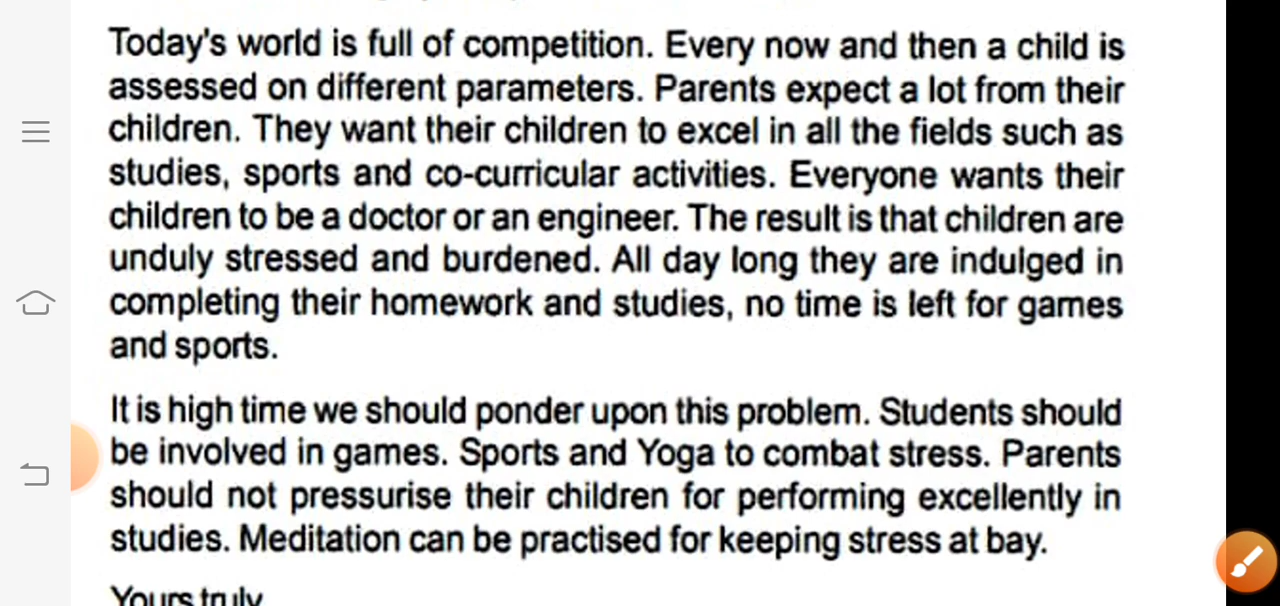 Today's world is full of competition. Every now and then a child is
assessed on different parameters. Parents expect a lot from their
children. They want their children to excel in all the fields such as
studies, sports and co-curricular activities. Everyone wants their
children to be a doctor or an engineer. The result is that children are
unduly stressed and burdened. All day long they are indulged in
completing their homework and studies, no time is left for games
and sports.
It is high time we should ponder upon this problem. Students should
be involved in games. Sports and Yoga to combat stress. Parents
should not pressurise their children for performing excellently in
studies. Meditation can be practised for keeping stress at bay.
Yours truly